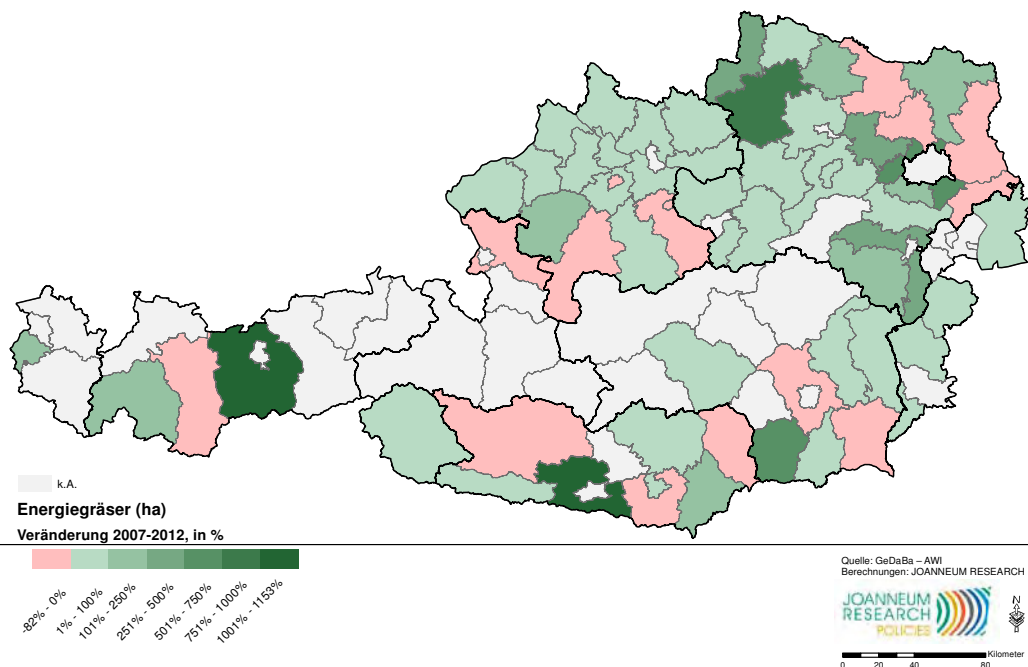 k.A.
Energiegräser (ha)
Veränderung 2007-2012, in %
-82% - 0%
1% - 100%
101% - 250%
251% - 500%
501% - 750%
751% - 1000%
1001% - 1153%
Quelle: GeDaBa – AWI
Berechnungen: JOANNEUM RESEARCH
JOANNEUM
RESEARCH
POLICIES
N
Kilometer
0 20 40 80